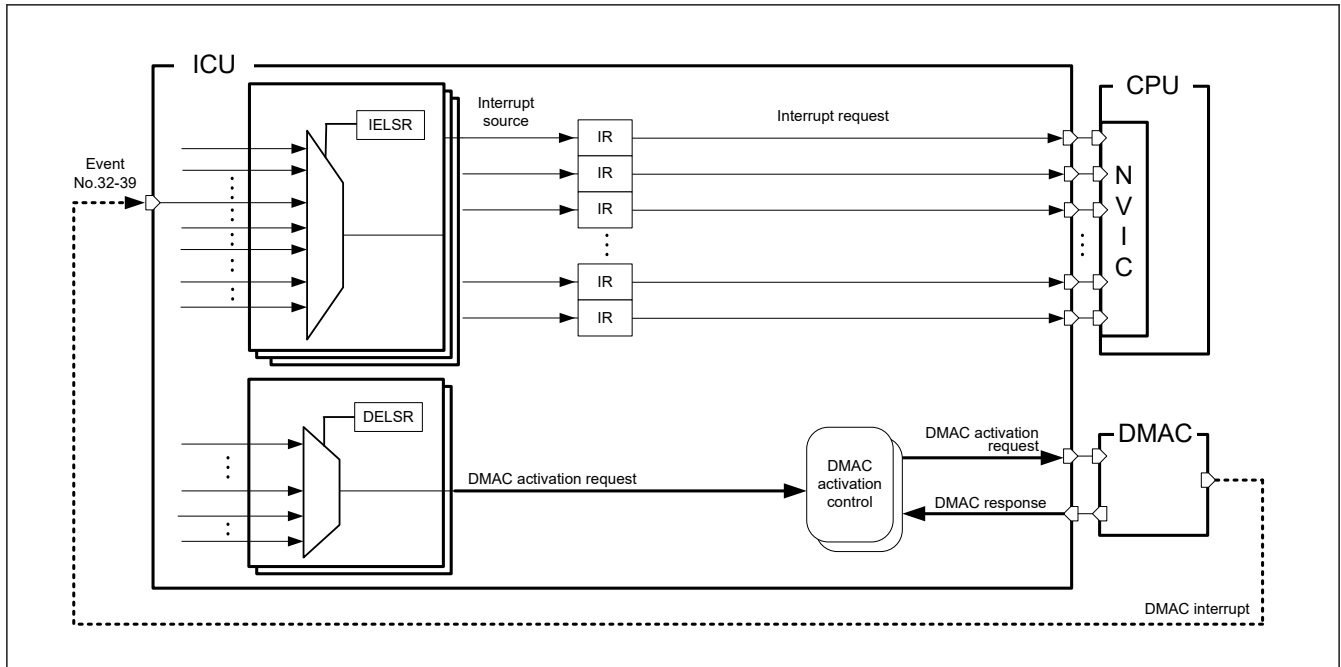 ICU
CPU
IELSR
Interrupt
source
Interrupt request
IR
IR
IR
IR
IR
N
V
I
C
Event
No.32-39
DELSR
DMAC activation request
DMAC
activation
control
DMAC activation
request
DMAC response
DMAC
DMAC interrupt